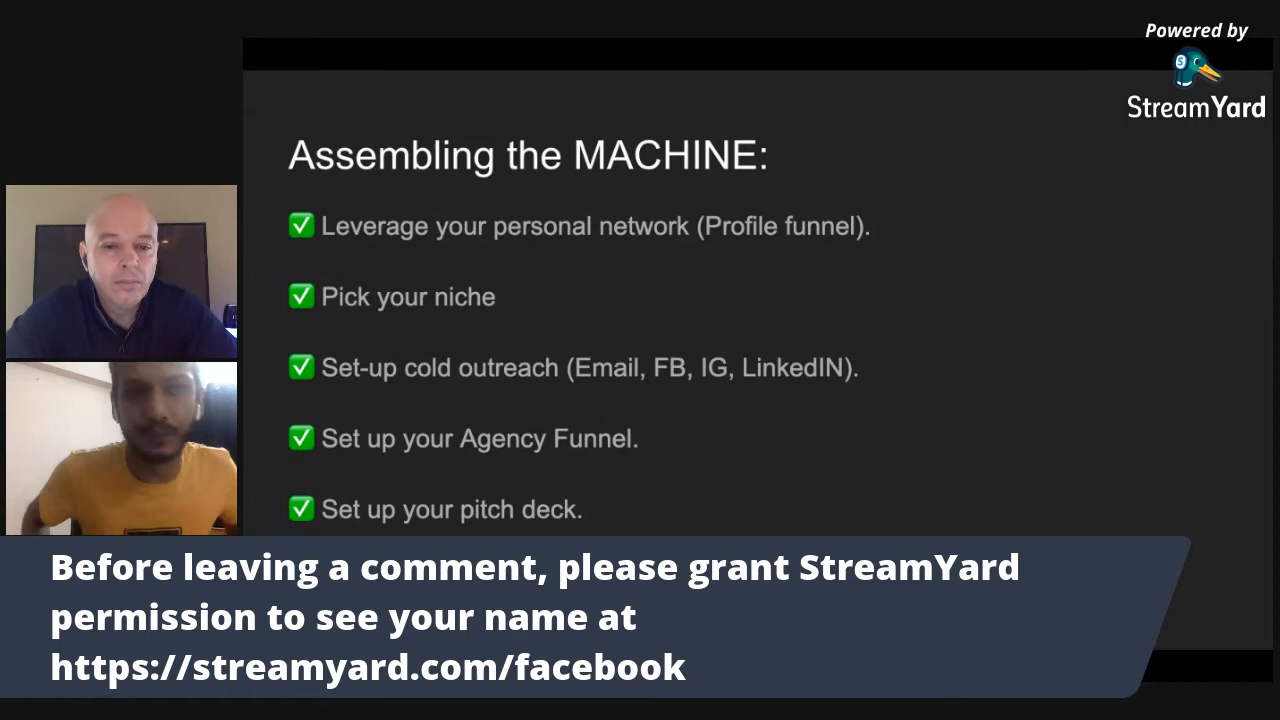 Powered by
StreamYard
Assembling the MACHINE:
✅ Leverage your personal network (Profile funnel).
✅ Pick your niche
✅ Set-up cold outreach (Email, FB, IG, LinkedIN).
✅ Set up your Agency Funnel.
✅ Set up your pitch deck.
Before leaving a comment, please grant StreamYard
permission to see your name at
https://streamyard.com/facebook